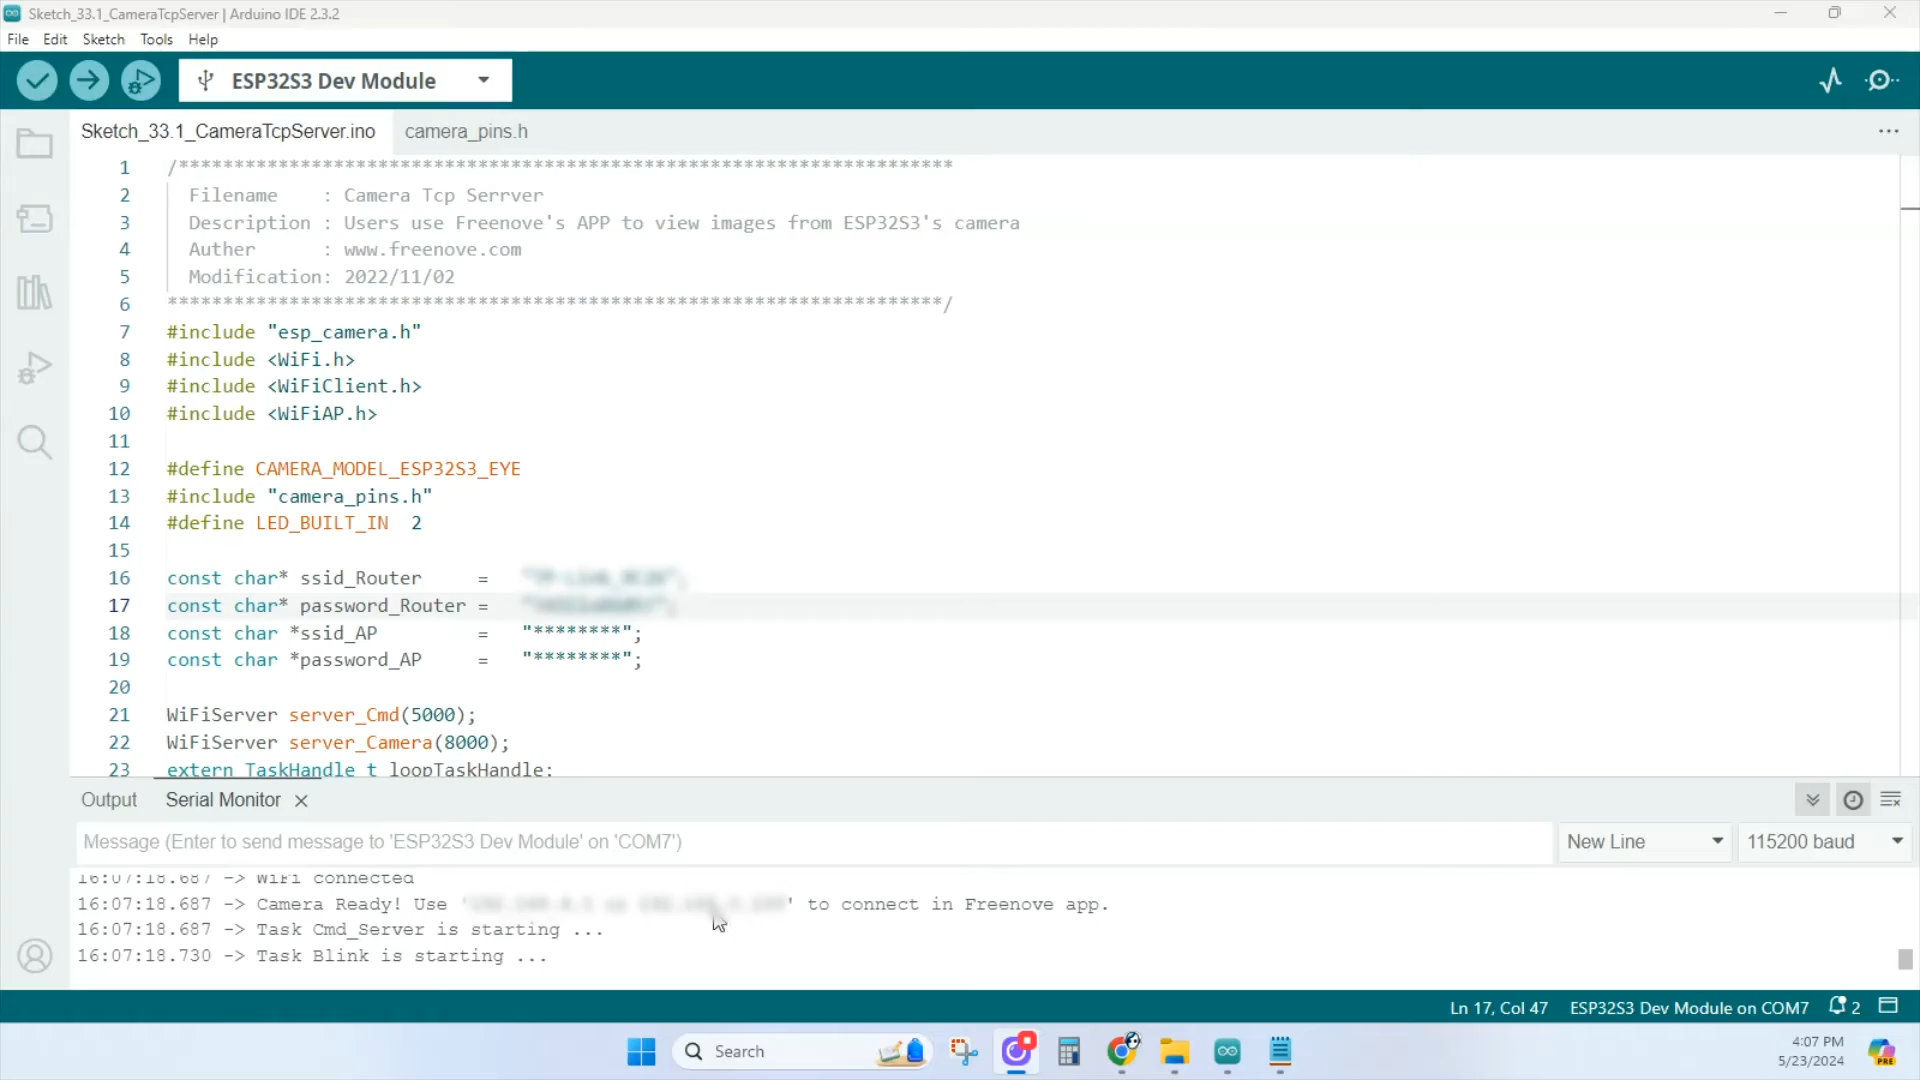 Sketch_33.1_CameraTcpServer | Arduino IDE 2.3.2
File Edit Sketch Tools Help
ESP32S3 Dev Module
Sketch_33.1_CameraTcpServer.ino camera_pins.h ...
1 /**********************************************************************
2 Filename : Camera Tcp Serrver
3 Description : Users use Freenove's APP to view images from ESP32S3's camera
4 Auther : www.freenove.com
5 Modification: 2022/11/02
6 **********************************************************************/
7 #include "esp_camera.h"
8 #include <WiFi.h>
9 #include <WiFiClient.h>
10 #include <WiFiAP.h>
11
12 #define CAMERA_MODEL_ESP32S3_EYE
13 #include "camera_pins.h"
14 #define LED_BUILT_IN 2
15
16 const char* ssid_Router =
17 const char* password_Router =
18 const char *ssid_AP = "********";
19 const char *password_AP = "********";
20
21 WiFiServer server_Cmd(5000);
22 WiFiServer server_Camera(8000);
23 extern TaskHandle_t loopTaskHandle;
Output Serial Monitor
Message (Enter to send message to 'ESP32S3 Dev Module' on 'COM7') New Line 115200 baud
16:07:18.687 -> WiFi connected
16:07:18.687 -> Camera Ready! Use ' ' to connect in Freenove app.
16:07:18.687 -> Task Cmd_Server is starting ...
16:07:18.730 -> Task Blink is starting ...
Ln 17, Col 47 ESP32S3 Dev Module on COM7 2
Search
4:07 PM
5/23/2024
PRE